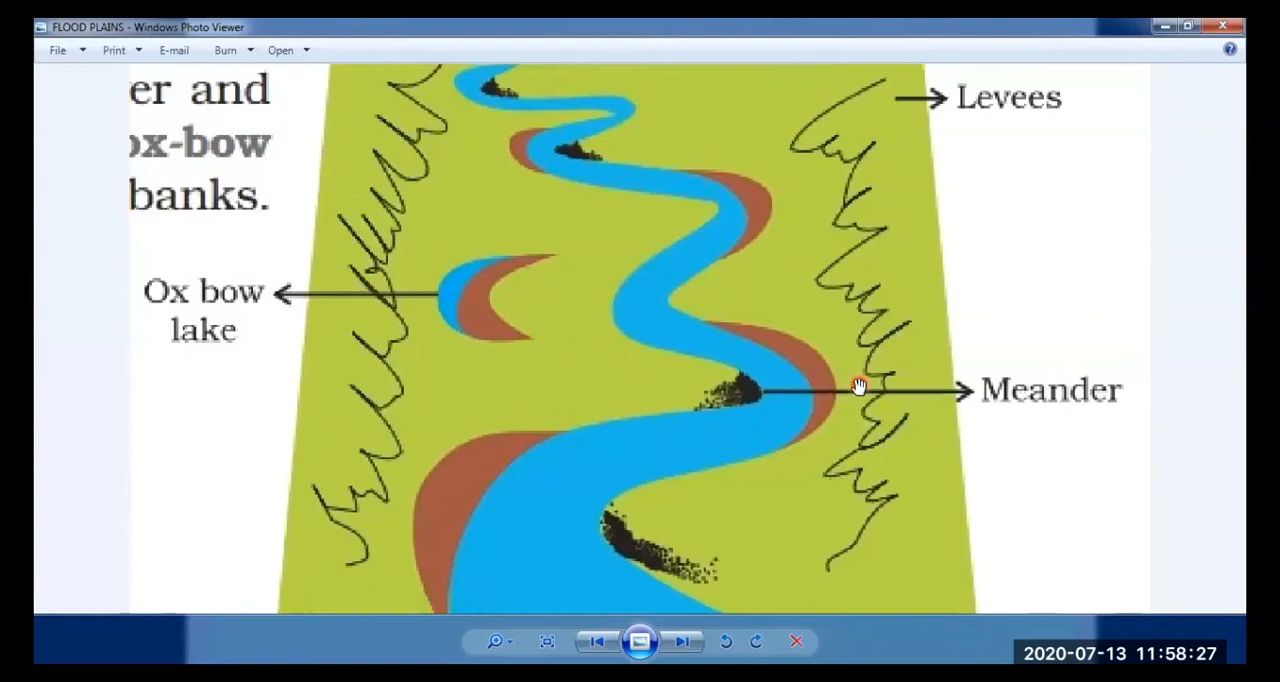 FLOOD PLAINS - Windows Photo Viewer
File Print E-mail Burn Open
er and
ox-bow
banks.
Levees
Ox bow
lake
Meander
2020-07-13 11:58:27